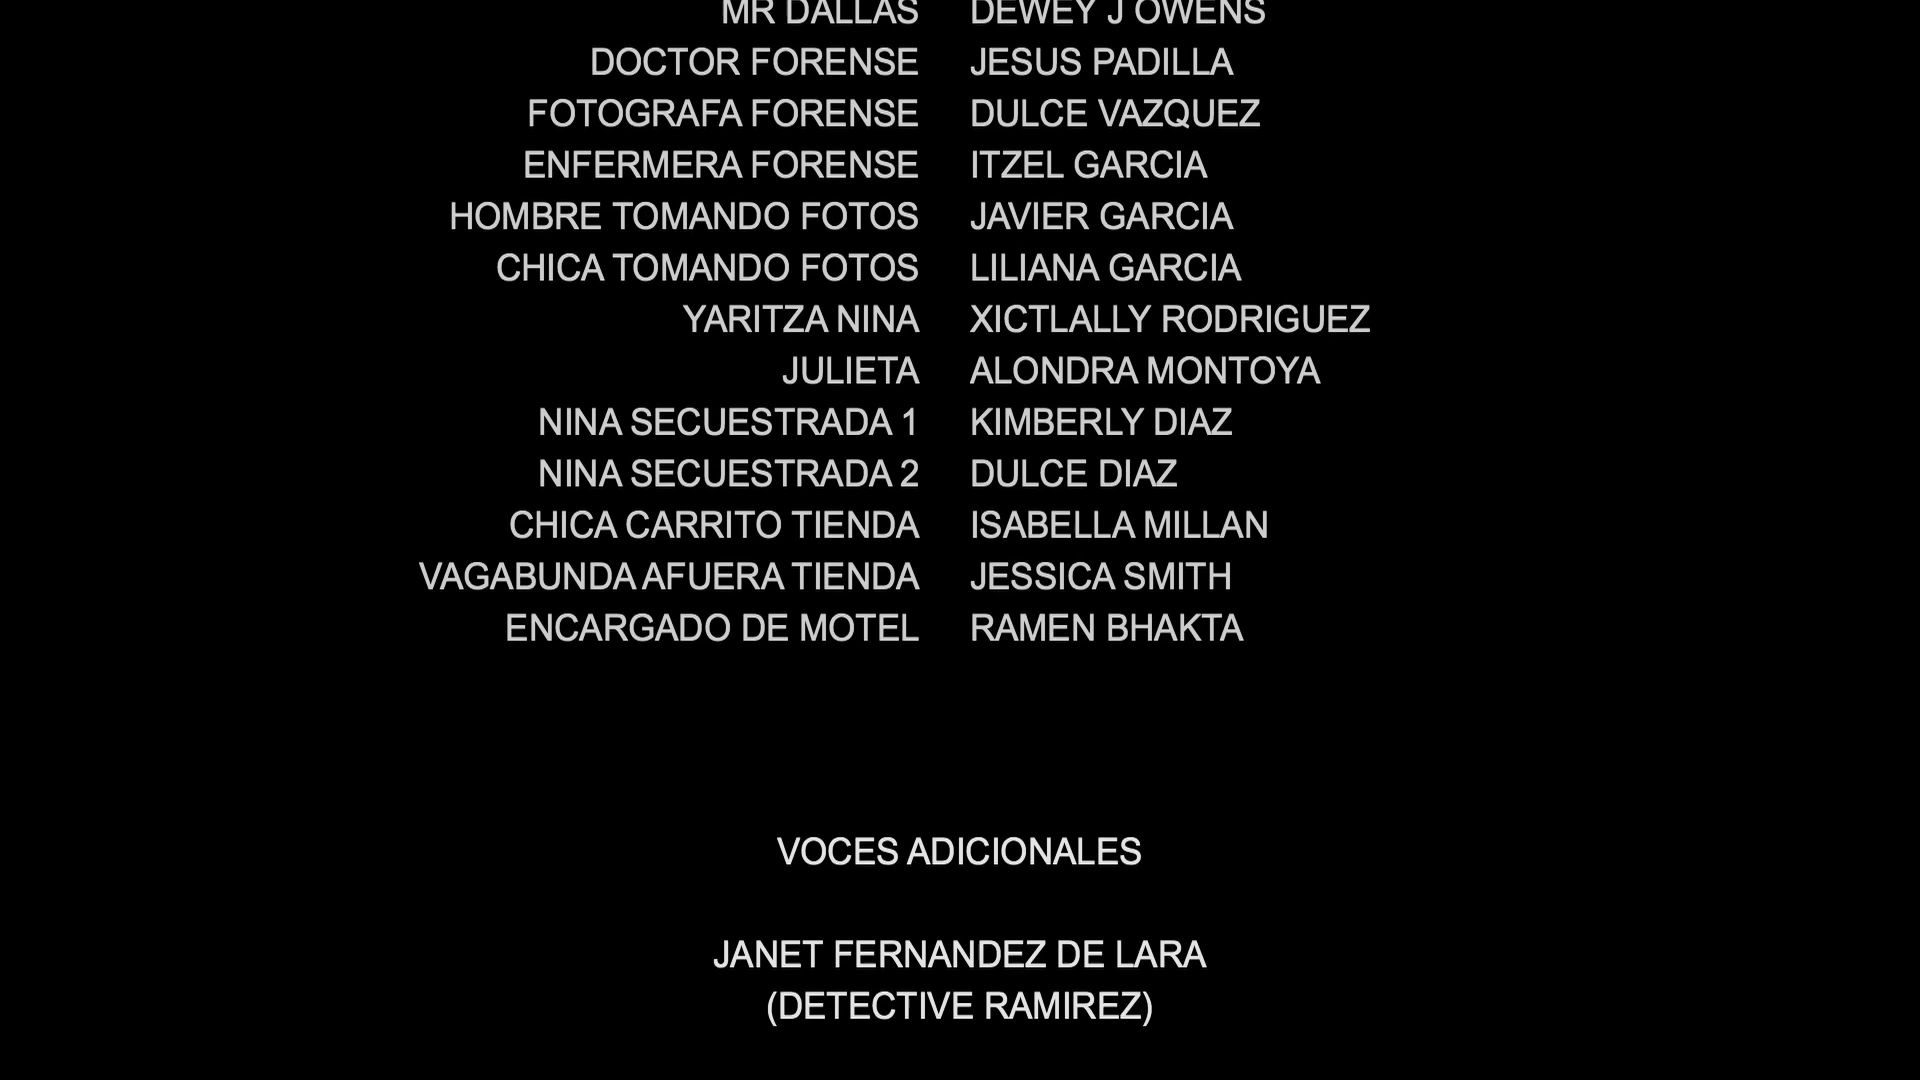 MR DALLAS DEWEY J OWENS
DOCTOR FORENSE JESUS PADILLA
FOTOGRAFA FORENSE DULCE VAZQUEZ
ENFERMERA FORENSE ITZEL GARCIA
HOMBRE TOMANDO FOTOS JAVIER GARCIA
CHICA TOMANDO FOTOS LILIANA GARCIA
YARITZA NINA XICTLALLY RODRIGUEZ
JULIETA ALONDRA MONTOYA
NINA SECUESTRADA 1 KIMBERLY DIAZ
NINA SECUESTRADA 2 DULCE DIAZ
CHICA CARRITO TIENDA ISABELLA MILLAN
VAGABUNDA AFUERA TIENDA JESSICA SMITH
ENCARGADO DE MOTEL RAMEN BHAKTA
VOCES ADICIONALES
JANET FERNANDEZ DE LARA
(DETECTIVE RAMIREZ)